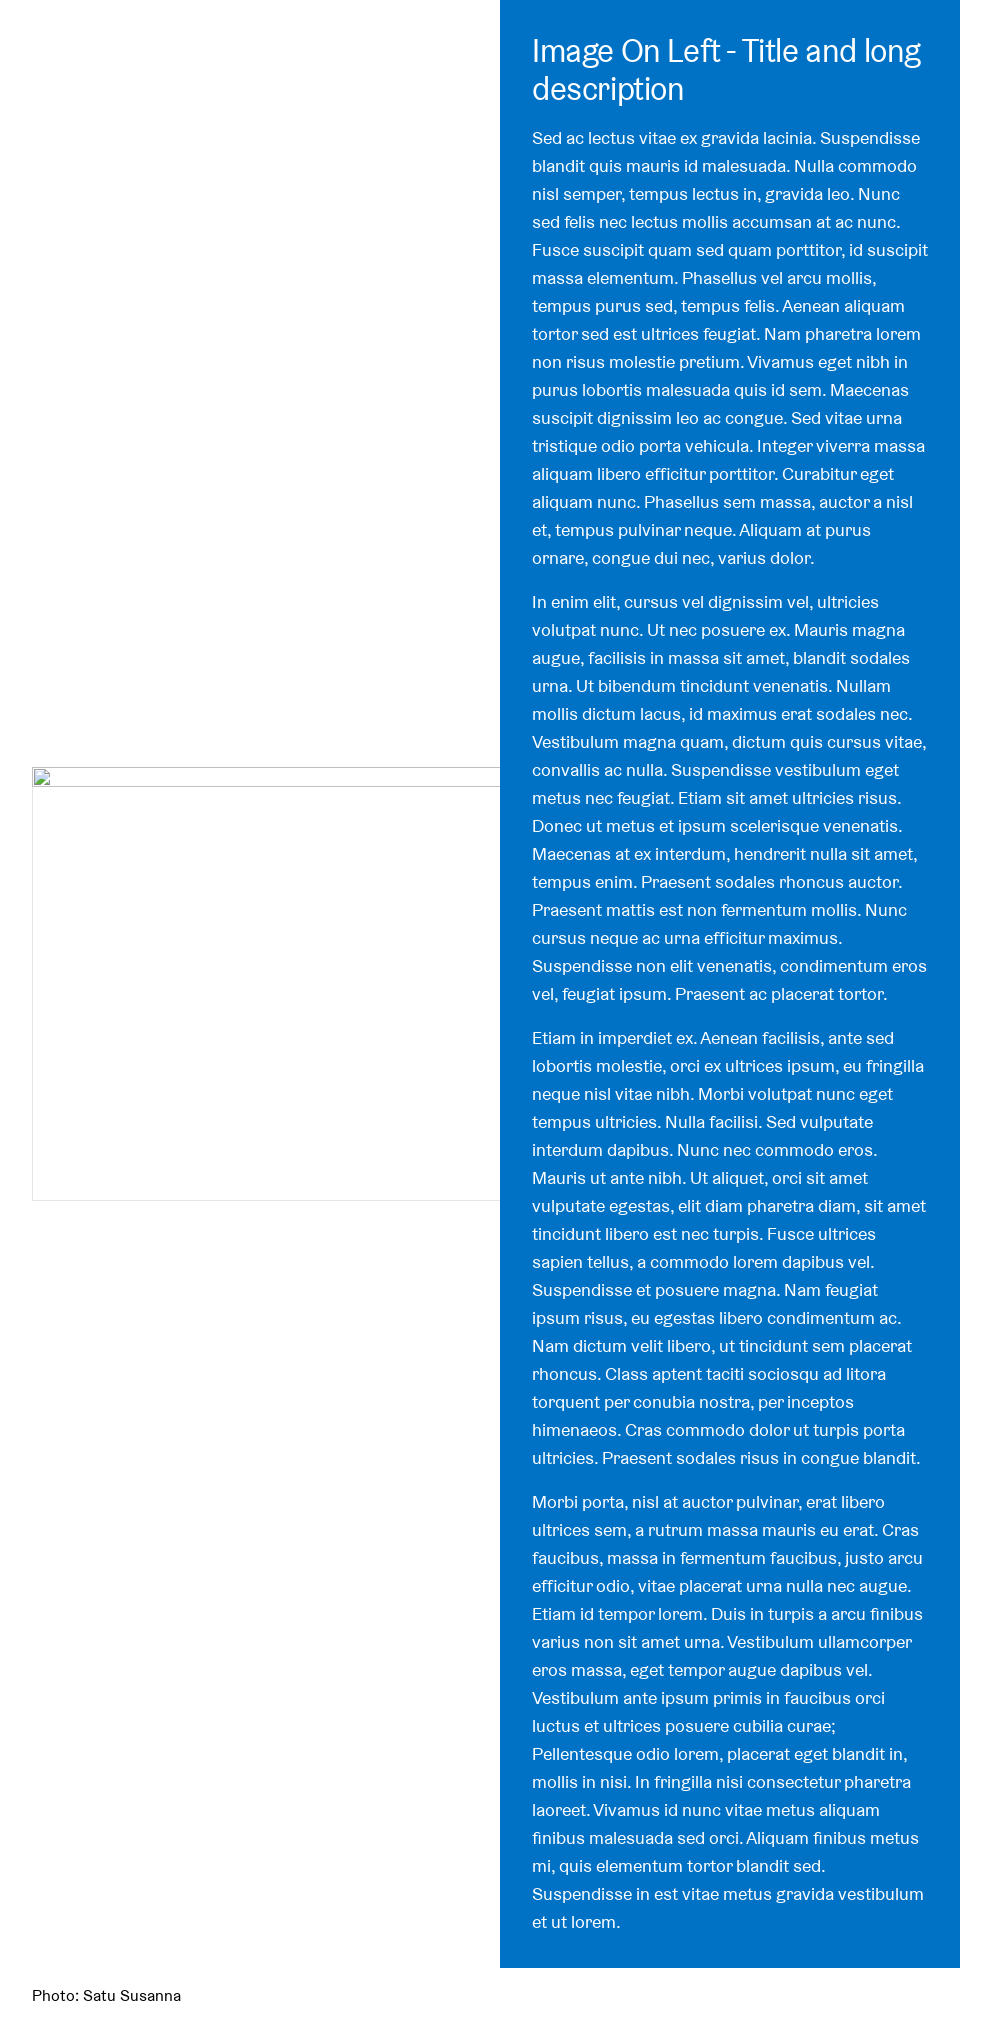 Image On Left - Title and long
description
Sed ac lectus vitae ex gravida lacinia. Suspendisse
blandit quis mauris id malesuada. Nulla commodo
nisl semper, tempus lectus in, gravida leo. Nunc
sed felis nec lectus mollis accumsan at ac nunc.
Fusce suscipit quam sed quam porttitor, id suscipit
massa elementum. Phasellus vel arcu mollis,
tempus purus sed, tempus felis. Aenean aliquam
tortor sed est ultrices feugiat. Nam pharetra lorem
non risus molestie pretium. Vivamus eget nibh in
purus lobortis malesuada quis id sem. Maecenas
suscipit dignissim leo ac congue. Sed vitae urna
tristique odio porta vehicula. Integer viverra massa
aliquam libero efficitur porttitor. Curabitur eget
aliquam nunc. Phasellus sem massa, auctor a nisl
et, tempus pulvinar neque. Aliquam at purus
ornare, congue dui nec, varius dolor.
In enim elit, cursus vel dignissim vel, ultricies
volutpat nunc. Ut nec posuere ex. Mauris magna
augue, facilisis in massa sit amet, blandit sodales
urna. Ut bibendum tincidunt venenatis. Nullam
mollis dictum lacus, id maximus erat sodales nec.
Vestibulum magna quam, dictum quis cursus vitae,
convallis ac nulla. Suspendisse vestibulum eget
metus nec feugiat. Etiam sit amet ultricies risus.
Donec ut metus et ipsum scelerisque venenatis.
Maecenas at ex interdum, hendrerit nulla sit amet,
tempus enim. Praesent sodales rhoncus auctor.
Praesent mattis est non fermentum mollis. Nunc
cursus neque ac urna efficitur maximus.
Suspendisse non elit venenatis, condimentum eros
vel, feugiat ipsum. Praesent ac placerat tortor.
Etiam in imperdiet ex. Aenean facilisis, ante sed
lobortis molestie, orci ex ultrices ipsum, eu fringilla
neque nisl vitae nibh. Morbi volutpat nunc eget
tempus ultricies. Nulla facilisi. Sed vulputate
interdum dapibus. Nunc nec commodo eros.
Mauris ut ante nibh. Ut aliquet, orci sit amet
vulputate egestas, elit diam pharetra diam, sit amet
tincidunt libero est nec turpis. Fusce ultrices
sapien tellus, a commodo lorem dapibus vel.
Suspendisse et posuere magna. Nam feugiat
ipsum risus, eu egestas libero condimentum ac.
Nam dictum velit libero, ut tincidunt sem placerat
rhoncus. Class aptent taciti sociosqu ad litora
torquent per conubia nostra, per inceptos
himenaeos. Cras commodo dolor ut turpis porta
ultricies. Praesent sodales risus in congue blandit.
Morbi porta, nisl at auctor pulvinar, erat libero
ultrices sem, a rutrum massa mauris eu erat. Cras
faucibus, massa in fermentum faucibus, justo arcu
efficitur odio, vitae placerat urna nulla nec augue.
Etiam id tempor lorem. Duis in turpis a arcu finibus
varius non sit amet urna. Vestibulum ullamcorper
eros massa, eget tempor augue dapibus vel.
Vestibulum ante ipsum primis in faucibus orci
luctus et ultrices posuere cubilia curae;
Pellentesque odio lorem, placerat eget blandit in,
mollis in nisi. In fringilla nisi consectetur pharetra
laoreet. Vivamus id nunc vitae metus aliquam
finibus malesuada sed orci. Aliquam finibus metus
mi, quis elementum tortor blandit sed.
Suspendisse in est vitae metus gravida vestibulum
et ut lorem.
Photo: Satu Susanna